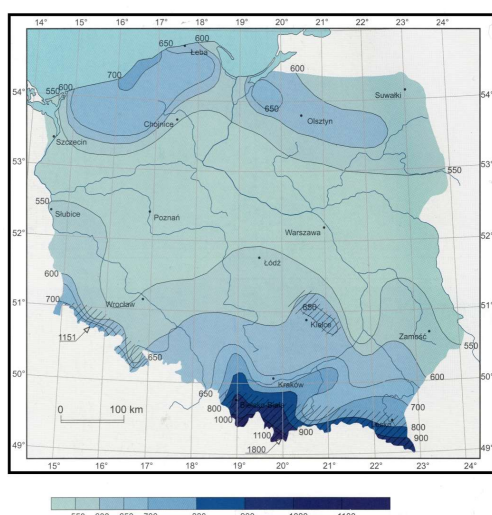 14° 15° 16° 17° 18° 19° 20° 21° 22° 23°
600
650
Łeba
600
700
550
600
Suwałki
54° 54°
650
Olsztyn
Chojnice
Szczecin
53° 53°
550
550
Słubice
Poznań
Warszawa
52° 52°
Łódź
600
700
51° 51°
Wrocław
650
Kielce
Zamość
550
1151
650
50° 50°
600
650
Kraków
0 100 km
800
1000
700
800
900
900
1100
1800
49° 49°
15° 16° 17° 18° 19° 20° 21° 22° 23° 24°